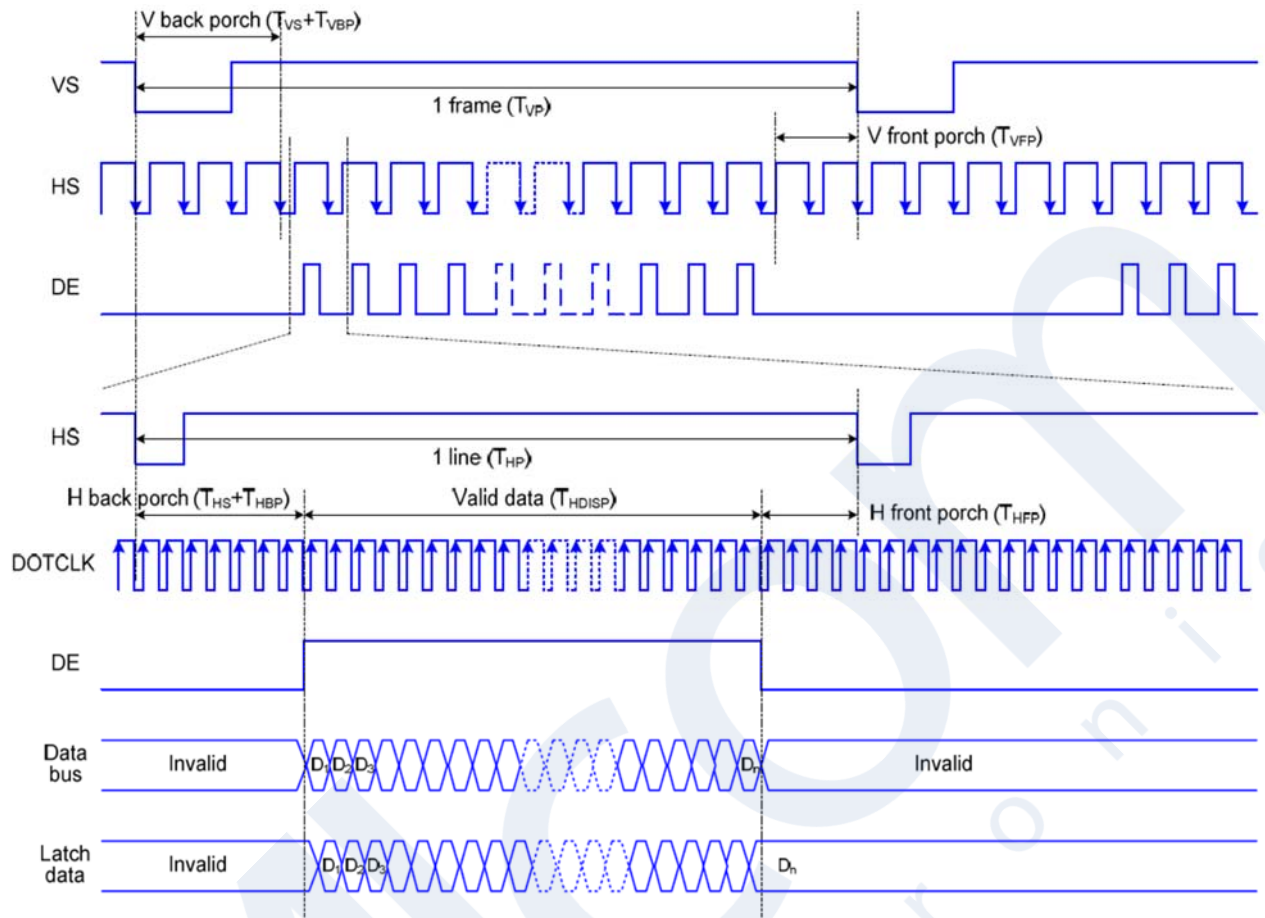 V back porch (TVS+TVBP)
VS
1 frame (TVP)
V front porch (TVFP)
HS
DE
HS
1 line (THP)
H back porch (THS+THBP)
Valid data (THDISP)
H front porch (THFP)
DOTCLK
DE
Data
bus
Invalid
D1 D2 D3
Dn
Invalid
Latch
data
Invalid
D1 D2 D3
Dn